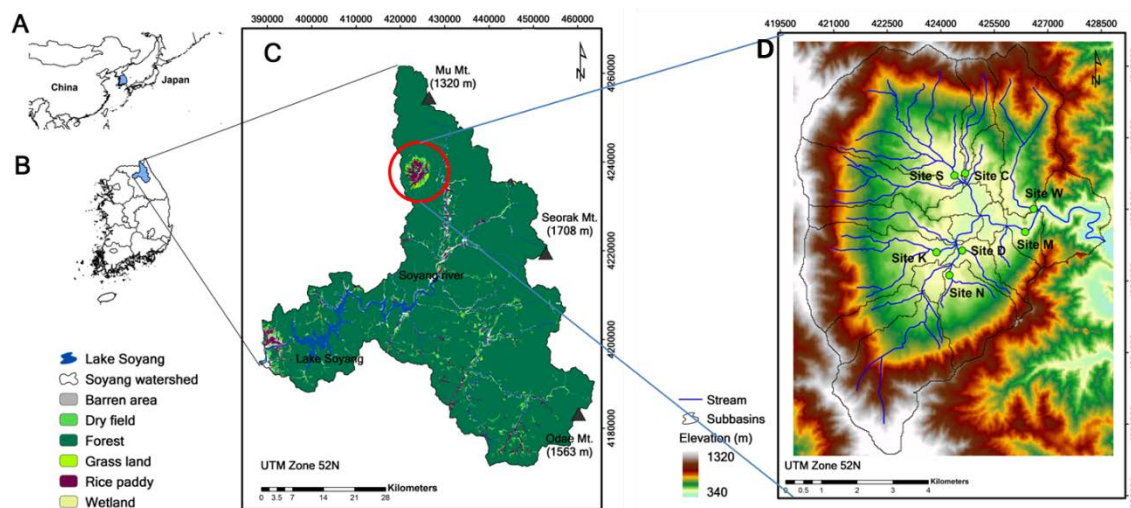 A
China
Japan
B
Lake Soyang
Soyang watershed
Barren area
Dry field
Forest
Grass land
Rice paddy
Wetland
390000 400000 410000 420000 430000 440000 450000 460000
C
N
Mu Mt.
(1320 m)
Seorak Mt.
(1708 m)
Soyang river
Lake Soyang
Odae Mt.
(1563 m)
4260000
4240000
4220000
4200000
4180000
UTM Zone 52N
Kilometers
0 3.5 7 14 21 28
419500 421000 422500 424000 425500 427000 428500
D
N
Site S
Site C
Site W
Site M
Site K
Site D
Site N
Stream
Subbasins
Elevation (m)
1320
340
UTM Zone 52N
Kilometers
0 0.5 1 2 3 4